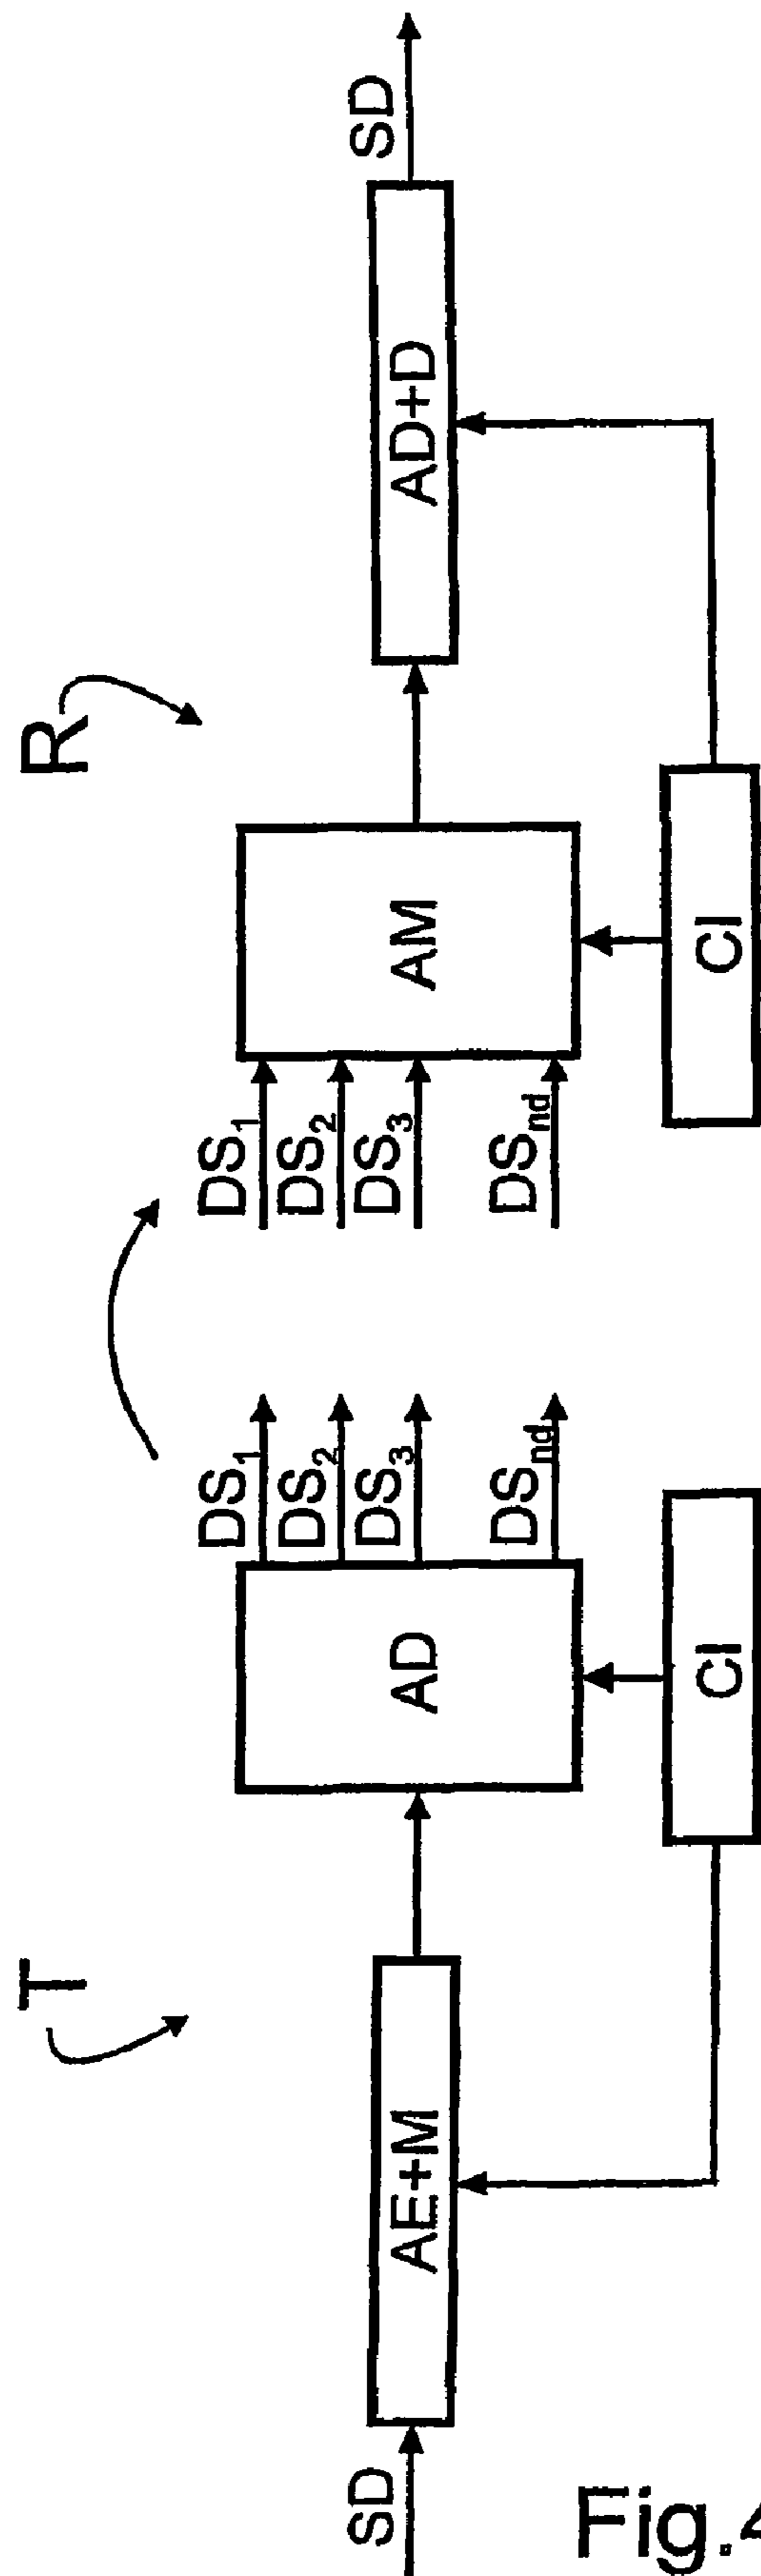 T
R
SD
AE+M
AD
CI
DS1
DS2
DS3
DSnd
DS1
DS2
DS3
DSnd
AM
CI
AD+D
SD
Fig.4